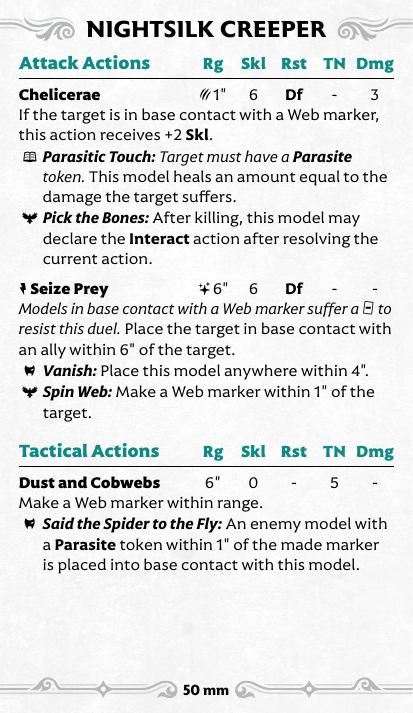 NIGHTSILK CREEPER
Attack Actions Rg Skl Rst TN Dmg
Chelicerae 1" 6 Df - 3
If the target is in base contact with a Web marker,
this action receives +2 Skl.
Parasitic Touch: Target must have a Parasite
token. This model heals an amount equal to the
damage the target suffers.
Pick the Bones: After killing, this model may
declare the Interact action after resolving the
current action.
Seize Prey 6" 6 Df - -
Models in base contact with a Web marker suffer a to
resist this duel. Place the target in base contact with
an ally within 6" of the target.
Vanish: Place this model anywhere within 4".
Spin Web: Make a Web marker within 1" of the
target.
Tactical Actions Rg Skl Rst TN Dmg
Dust and Cobwebs 6" 0 - 5 -
Make a Web marker within range.
Said the Spider to the Fly: An enemy model with
a Parasite token within 1" of the made marker
is placed into base contact with this model.
50 mm